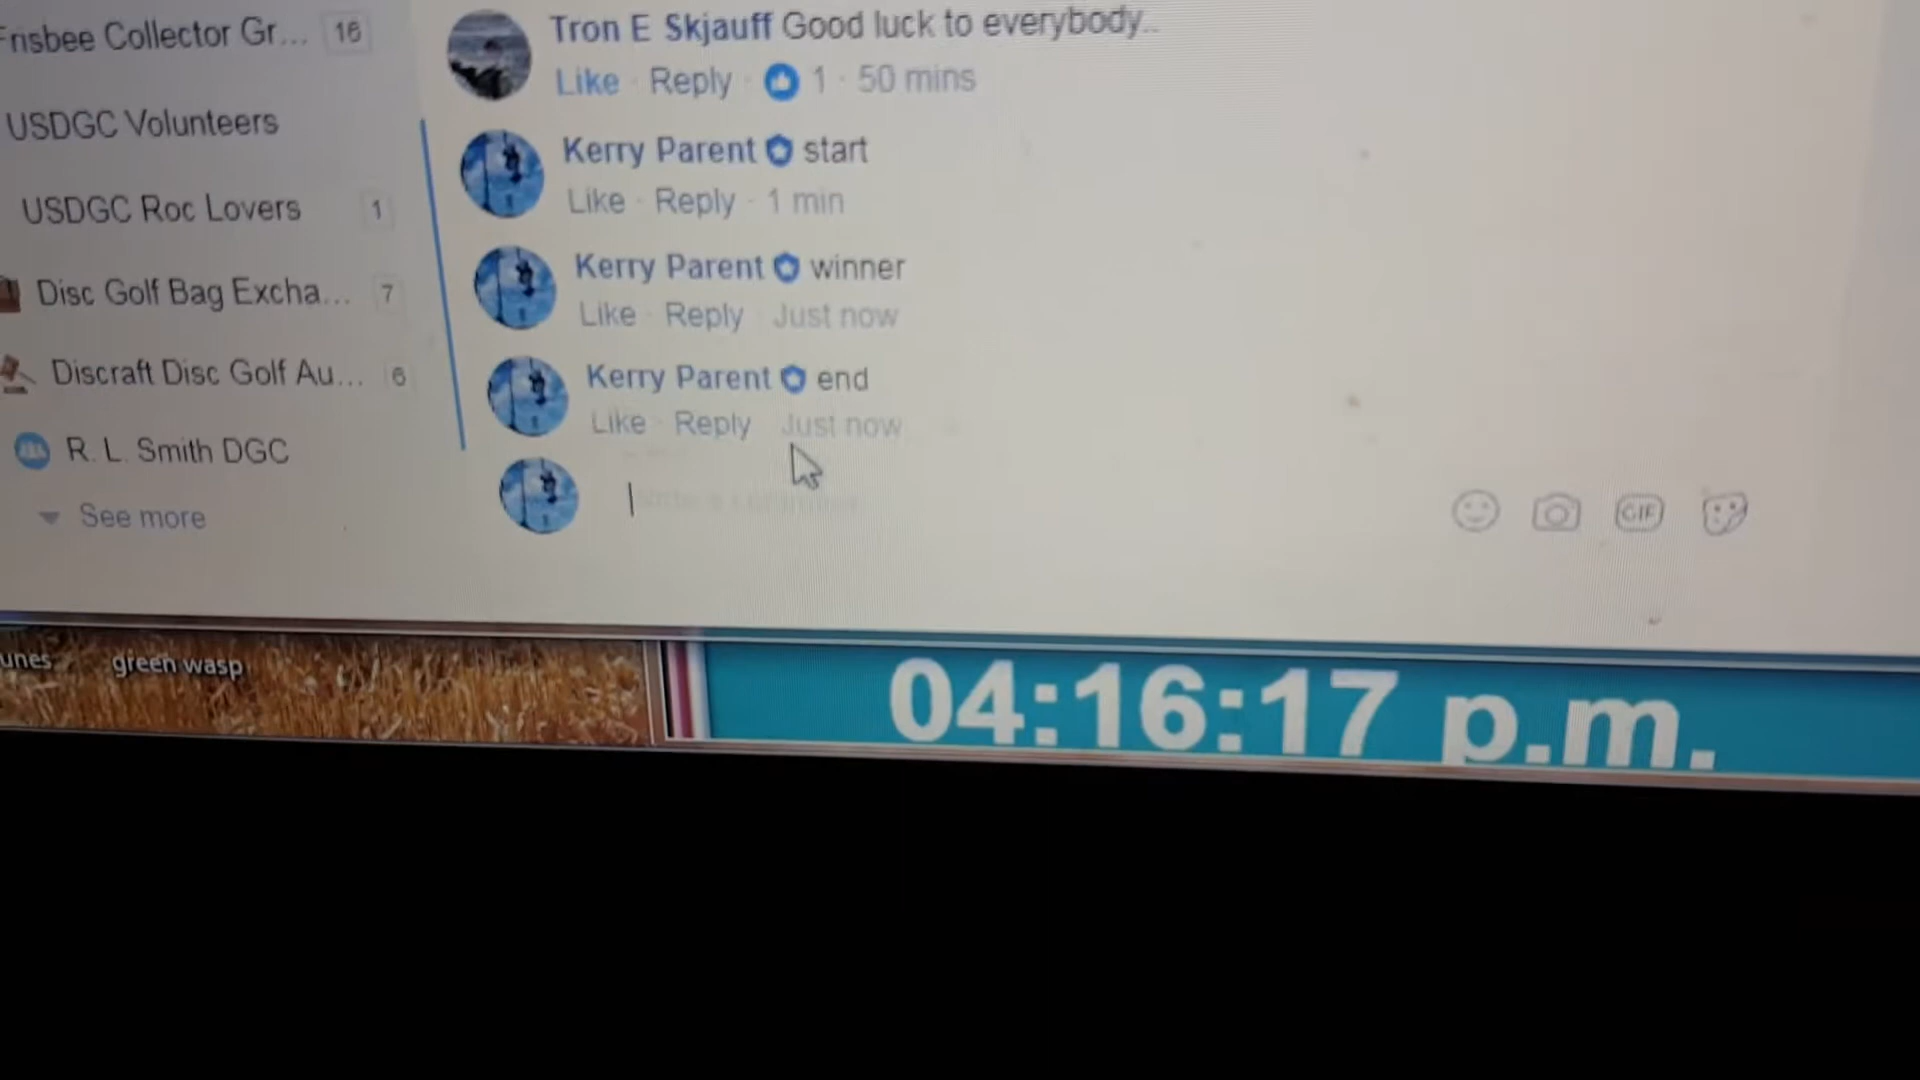 Frisbee Collector Gr... 16
USDGC Volunteers
USDGC Roc Lovers 1
Disc Golf Bag Excha... 7
Discraft Disc Golf Au... 6
R. L. Smith DGC
See more
Tron E Skjauff Good luck to everybody..
Like · Reply · 1 · 50 mins
Kerry Parent start
Like · Reply · 1 min
Kerry Parent winner
Like · Reply · Just now
Kerry Parent end
Like · Reply · Just now
GIF
unes
green wasp
04:16:17 p.m.